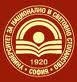 УНИВЕРСИТЕТ ЗА НАЦИОНАЛНО И СВЕТОВНО СТОПАНСТВО
1920
• СОФИЯ •